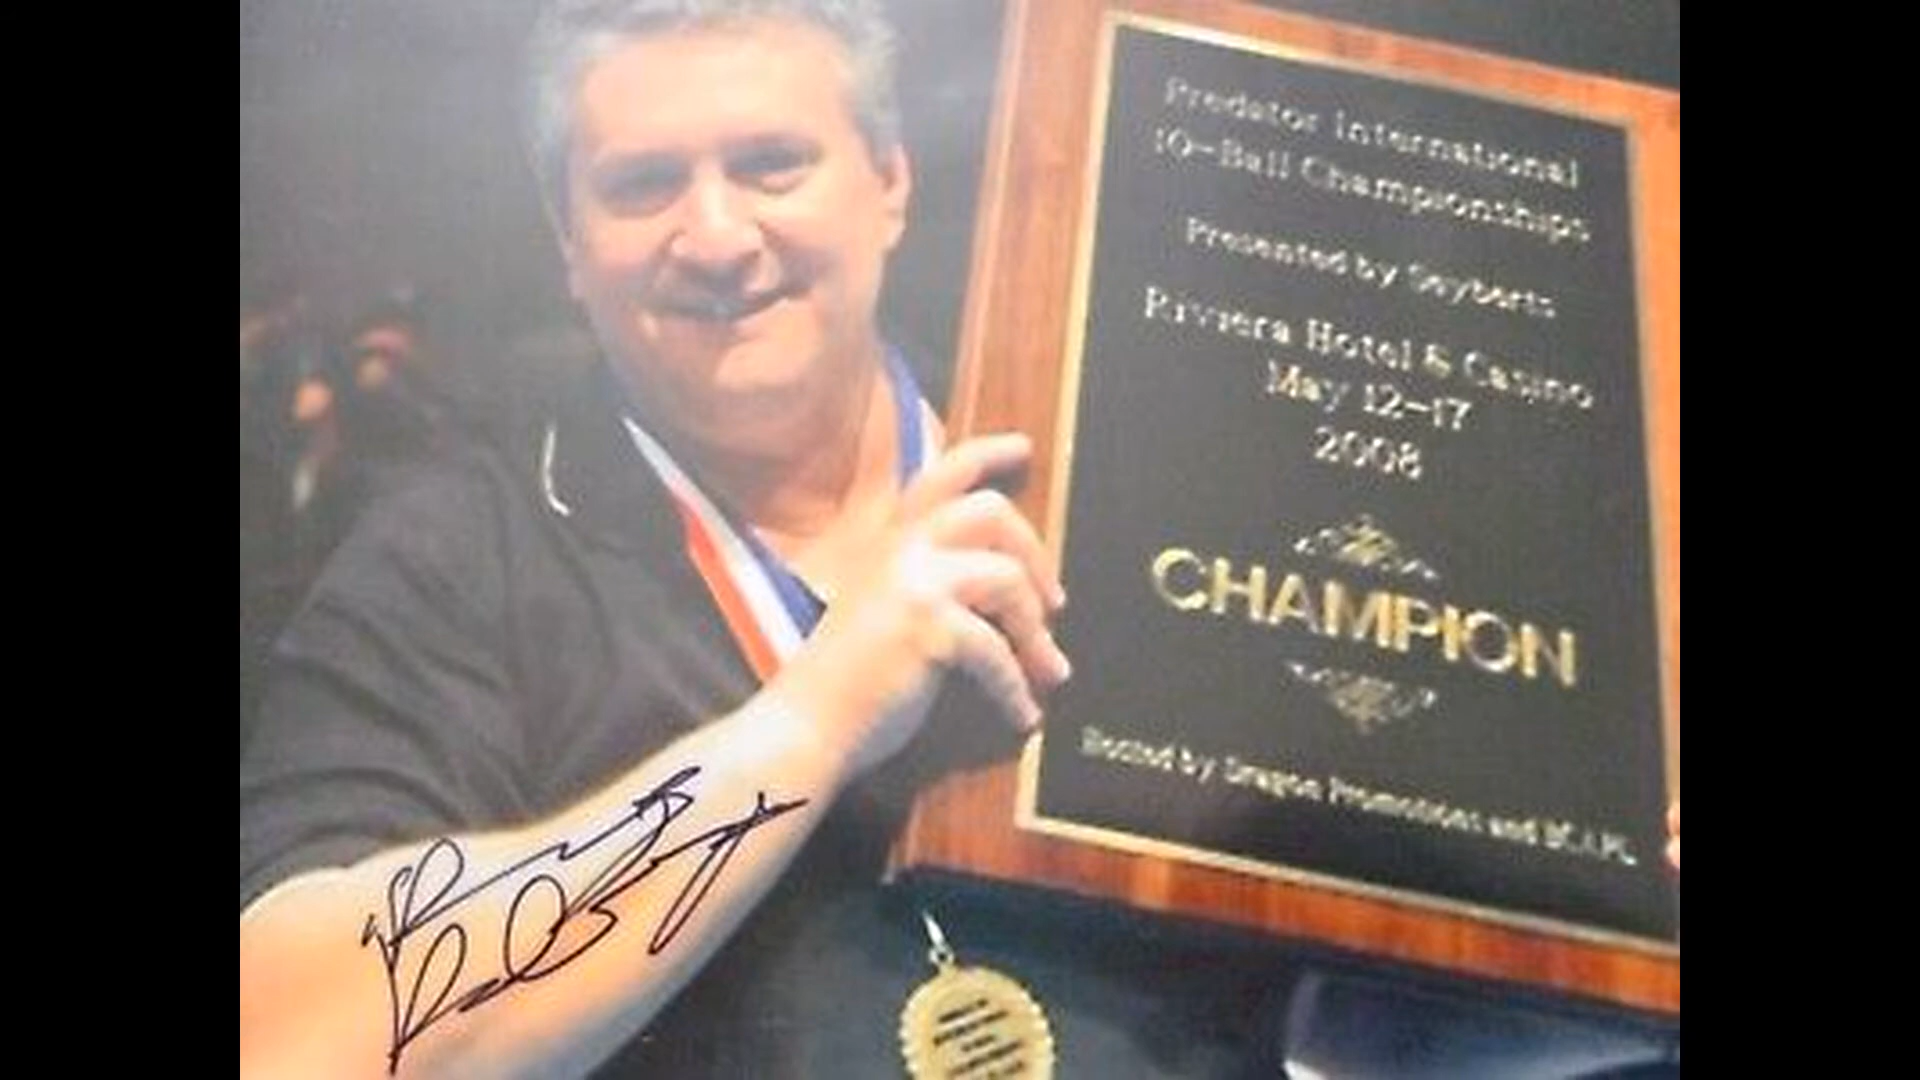 Predator International
10-Ball Championships
Presented by Seyberts
Riviera Hotel & Casino
May 12-17
2008
CHAMPION
Hosted by Dragon Promotions and BCAPL